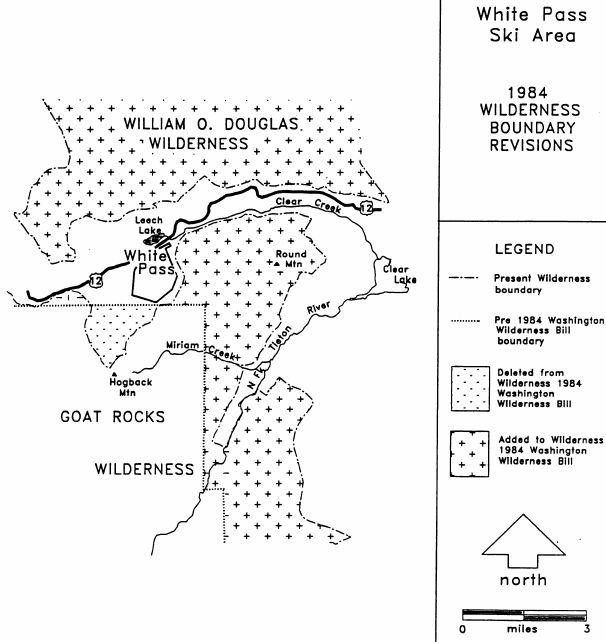 White Pass
Ski Area
1984
WILDERNESS
BOUNDARY
REVISIONS
WILLIAM O. DOUGLAS
WILDERNESS
Clear Creek
12
Leech
Lake
White
Pass
Round
Mtn
Clear
Lake
12
River
Tieton
N Fk
Miriam Creek
Hogback
Mtn
GOAT ROCKS
WILDERNESS
LEGEND
Present Wilderness
boundary
Pre 1984 Washington
Wilderness Bill
boundary
Deleted from
Wilderness 1984
Washington
Wilderness Bill
Added to Wilderness
1984 Washington
Wilderness Bill
north
0 miles 3